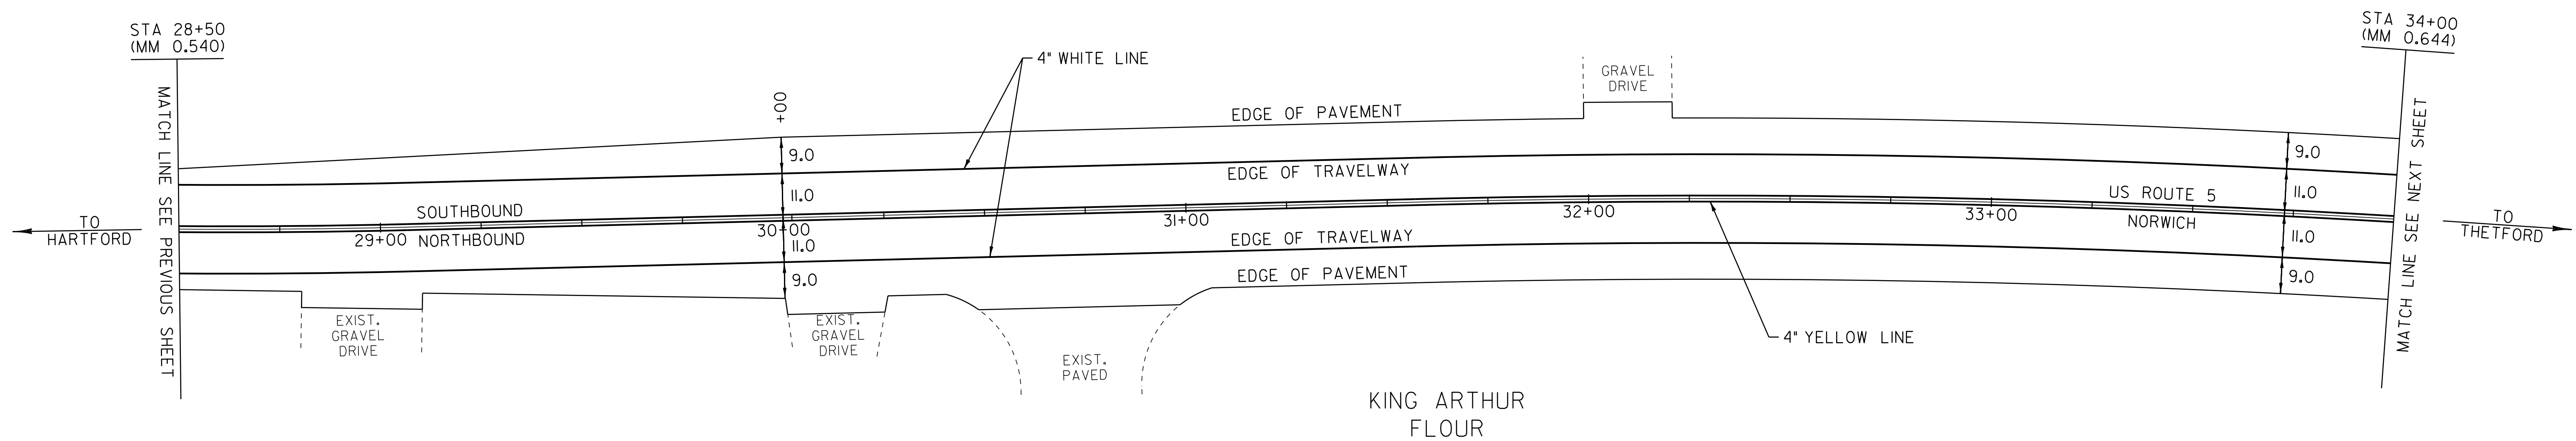 STA 28+50
(MM 0.540)
MATCH LINE SEE PREVIOUS SHEET
TO
HARTFORD
+00
4" WHITE LINE
EDGE OF PAVEMENT
GRAVEL
DRIVE
STA 34+00
(MM 0.644)
MATCH LINE SEE NEXT SHEET
TO
THETFORD
9.0
9.0
EDGE OF TRAVELWAY
11.0
11.0
SOUTHBOUND
US ROUTE 5
29+00
30+00
31+00
32+00
33+00
NORTHBOUND
NORWICH
11.0
EDGE OF TRAVELWAY
11.0
9.0
EDGE OF PAVEMENT
9.0
EXIST.
GRAVEL
DRIVE
EXIST.
GRAVEL
DRIVE
EXIST.
PAVED
4" YELLOW LINE
KING ARTHUR
FLOUR